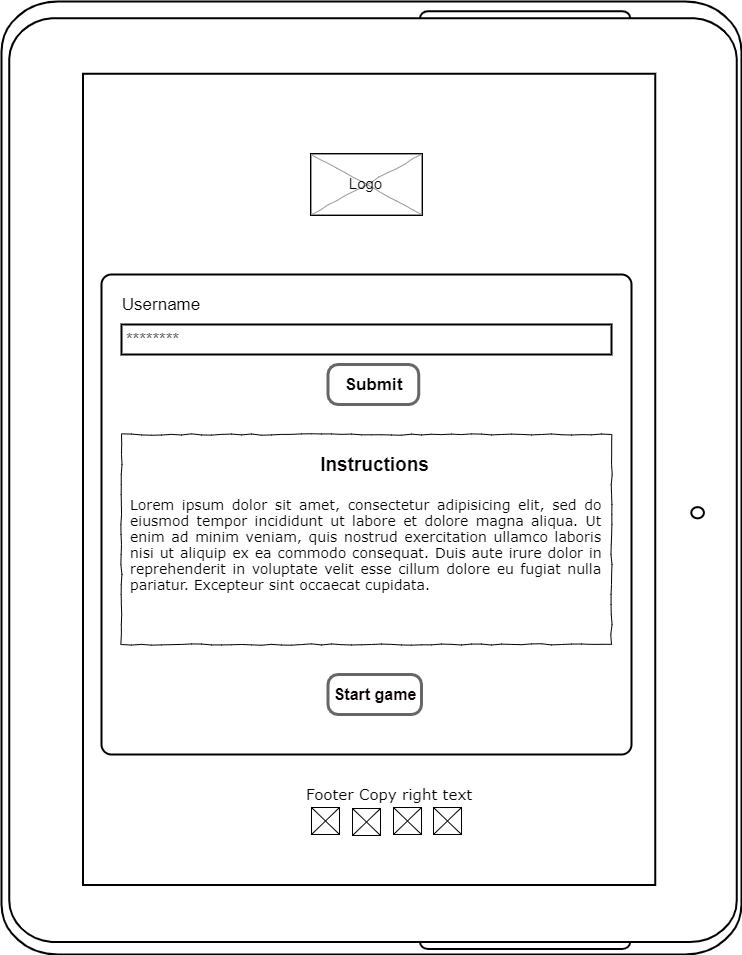 Logo
Username
********
Submit
Instructions
Lorem ipsum dolor sit amet, consectetur adipisicing elit, sed do
eiusmod tempor incididunt ut labore et dolore magna aliqua. Ut
enim ad minim veniam, quis nostrud exercitation ullamco laboris
nisi ut aliquip ex ea commodo consequat. Duis aute irure dolor in
reprehenderit in voluptate velit esse cillum dolore eu fugiat nulla
pariatur. Excepteur sint occaecat cupidata.
Start game
Footer Copy right text